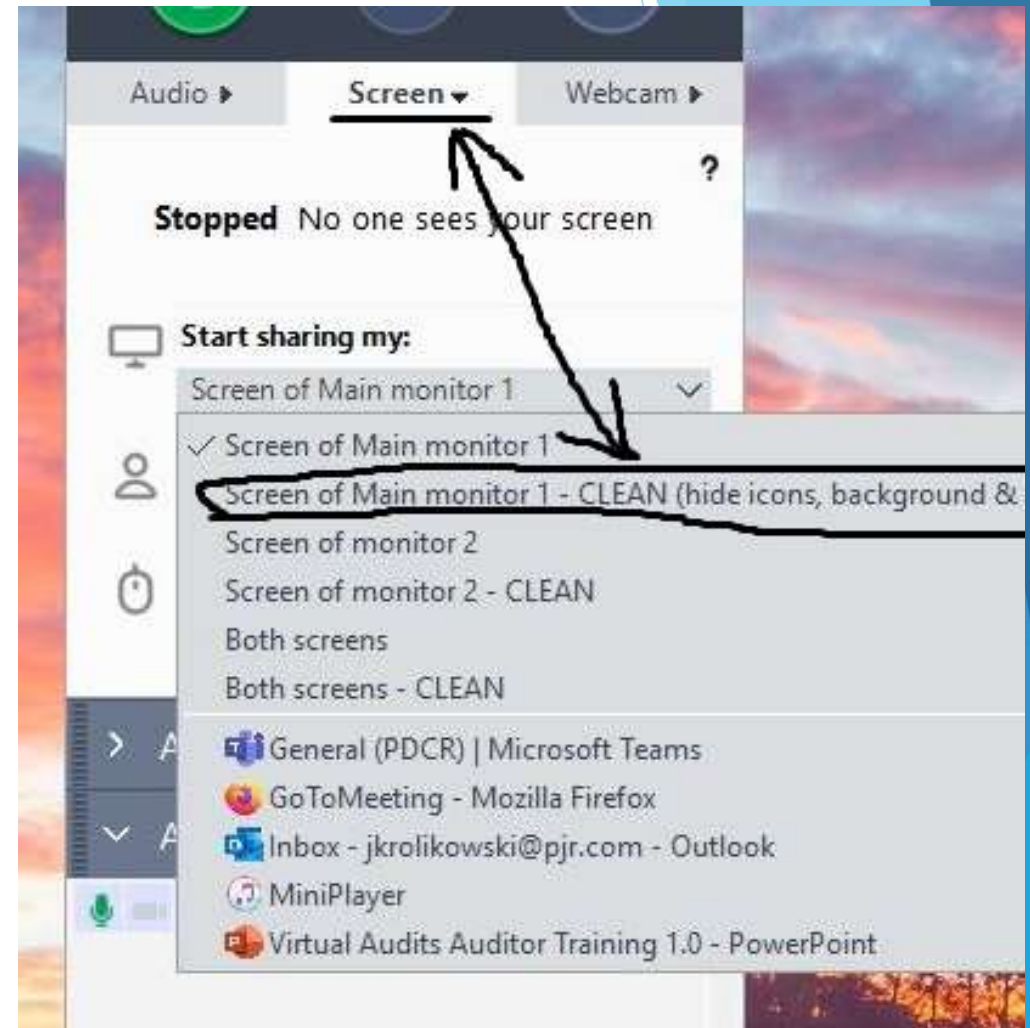 Audio Screen Webcam
?
Stopped No one sees your screen
Start sharing my:
Screen of Main monitor 1
Screen of Main monitor 1
Screen of Main monitor 1 - CLEAN (hide icons, background &
Screen of monitor 2
Screen of monitor 2 - CLEAN
Both screens
Both screens - CLEAN
A
General (PDCR) | Microsoft Teams
GoToMeeting - Mozilla Firefox
A
Inbox - jkrolikowski@pjr.com - Outlook
MiniPlayer
Virtual Audits Auditor Training 1.0 - PowerPoint